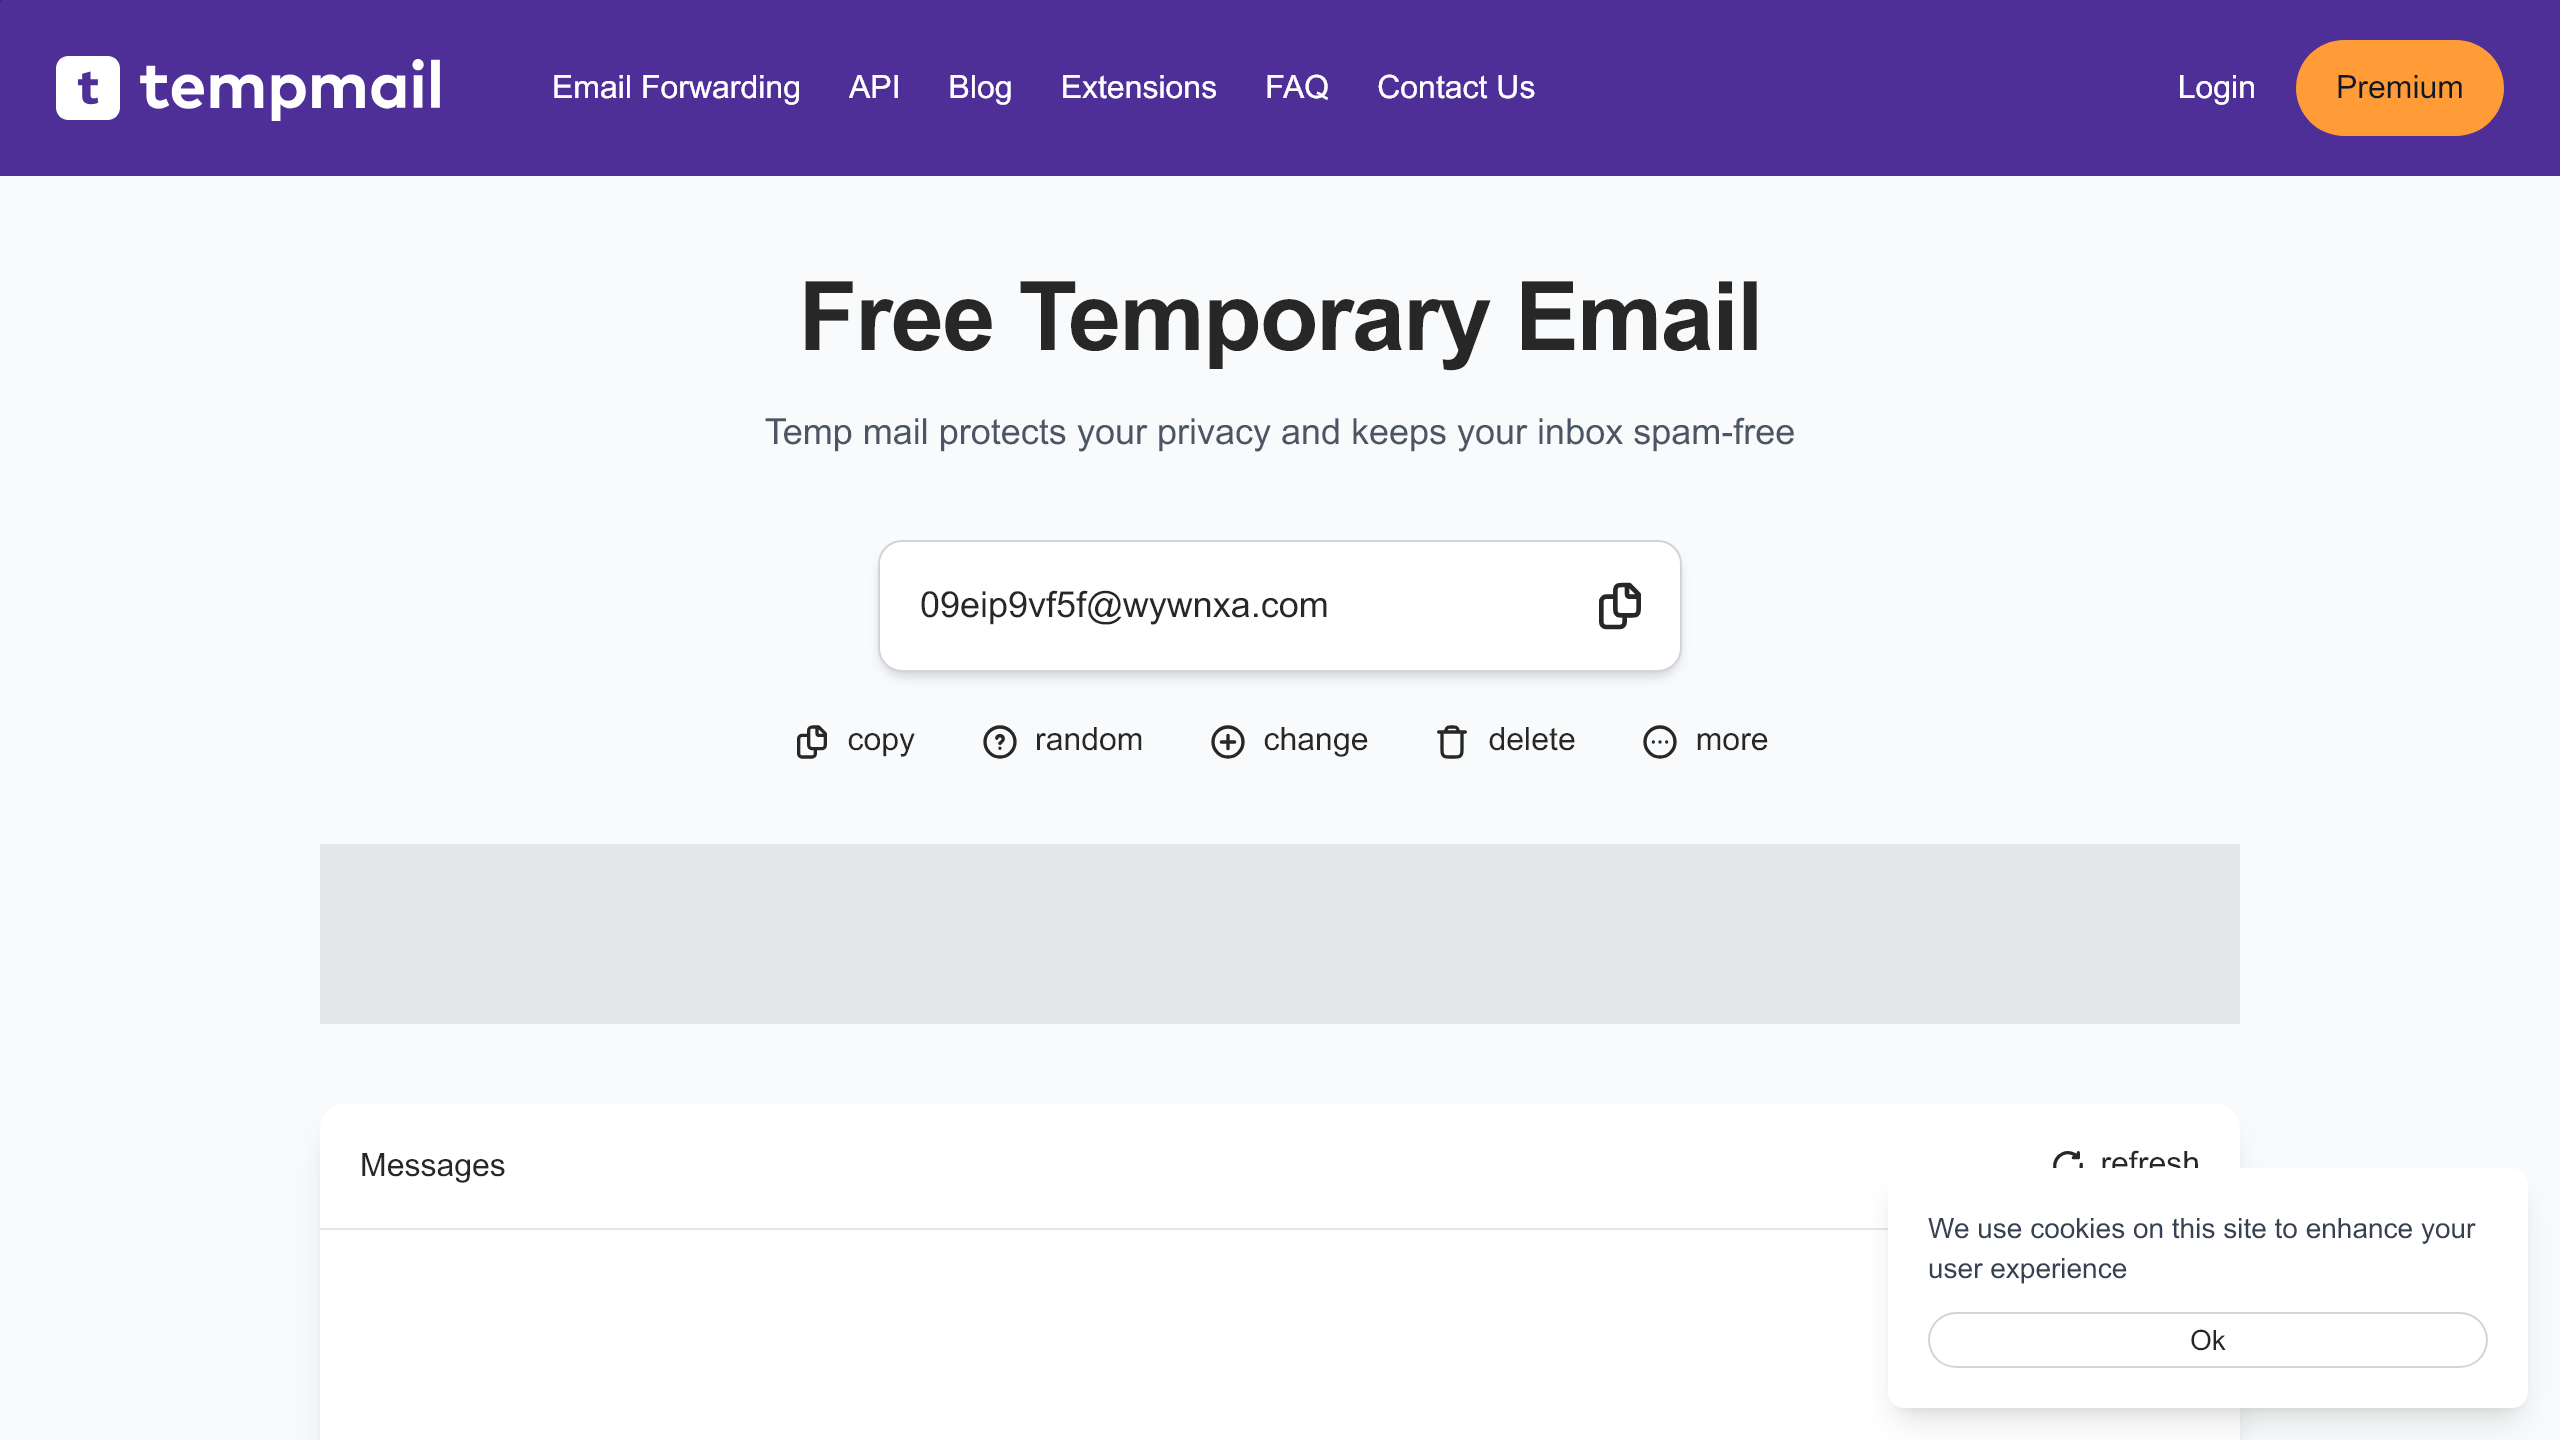 t tempmail Email Forwarding API Blog Extensions FAQ Contact Us Login Premium
Free Temporary Email
Temp mail protects your privacy and keeps your inbox spam-free
09eip9vf5f@wywnxa.com
copy random change delete more
Messages refresh
We use cookies on this site to enhance your
user experience
Ok